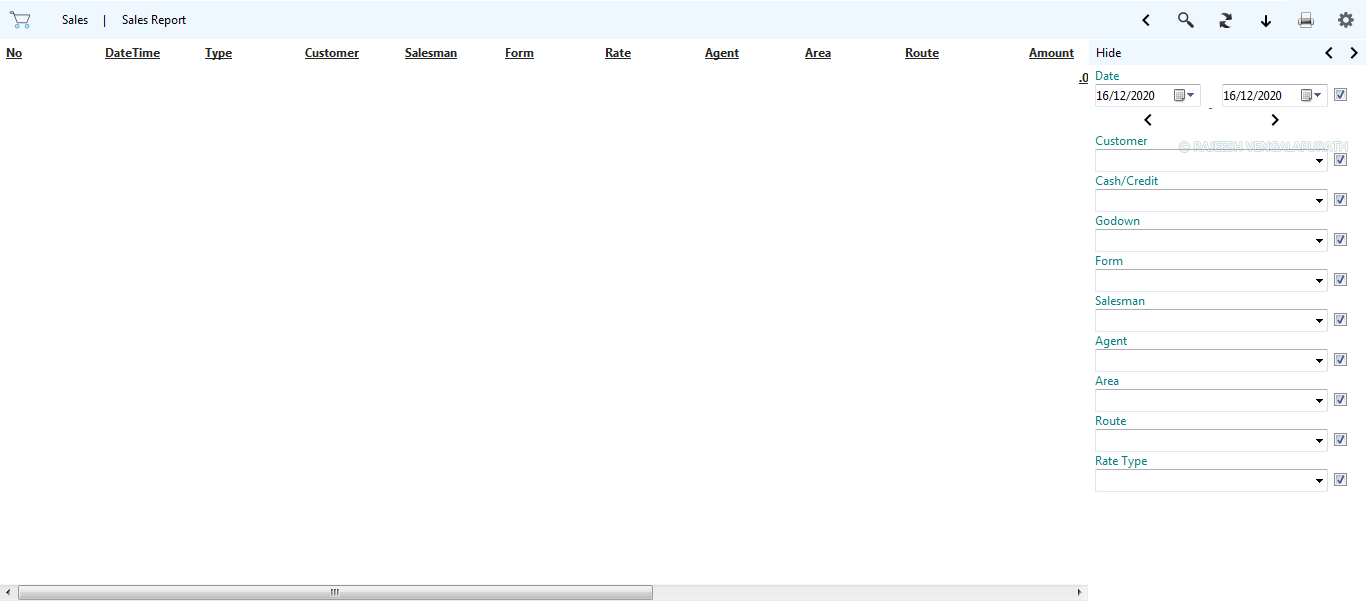 Sales | Sales Report
No DateTime Type Customer Salesman Form Rate Agent Area Route Amount
.0
Hide
Date
16/12/2020 - 16/12/2020
Customer
© RAJEESH VENGALAPURATH
Cash/Credit
Godown
Form
Salesman
Agent
Area
Route
Rate Type